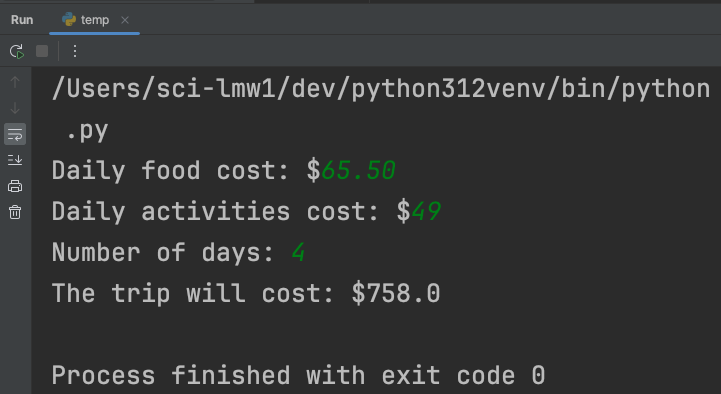 Run temp
/Users/sci-lmw1/dev/python312venv/bin/python
.py
Daily food cost: $65.50
Daily activities cost: $49
Number of days: 4
The trip will cost: $758.0
Process finished with exit code 0